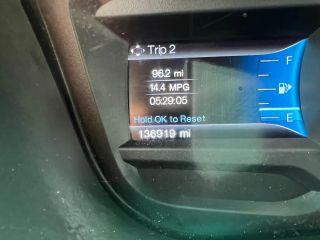 Trip 2
96.2 mi
14.4 MPG
05:29:05
Hold OK to Reset
136919 mi
F
E